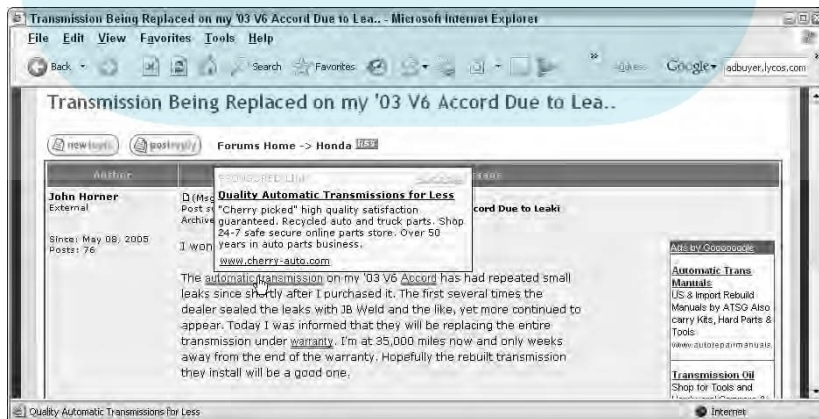 Transmission Being Replaced on my '03 V6 Accord Due to Lea.. - Microsoft Internet Explorer
File Edit View Favorites Tools Help
Back Search Favorites Address Google adbuyer.lycos.com
Transmission Being Replaced on my '03 V6 Accord Due to Lea..
new topic postreply Forums Home -> Honda RSS
Author
John Horner
External
Since: May 08, 2005
Posts: 76
(Msg
Post
Archive
cord Due to Leaki
I won
SPONSORED LINK
Quality Automatic Transmissions for Less
"Cherry picked" high quality satisfaction
guaranteed. Recycled auto and truck parts. Shop
24-7 safe secure online parts store. Over 50
years in auto parts business.
www.cherry-auto.com
The automatic transmission on my '03 V6 Accord has had repeated small
leaks since shortly after I purchased it. The first several times the
dealer sealed the leaks with JB Weld and the like, yet more continued to
appear. Today I was informed that they will be replacing the entire
transmission under warranty. I'm at 35,000 miles now and only weeks
away from the end of the warranty. Hopefully the rebuilt transmission
they install will be a good one.
Ads by Goooooogle
Automatic Trans
Manuals
US & Import Rebuild
Manuals by ATSG Also
carry Kits, Hard Parts &
Tools
www.autorepairmanuals
Transmission Oil
Shop for Tools and
Quality Automatic Transmissions for Less
Internet